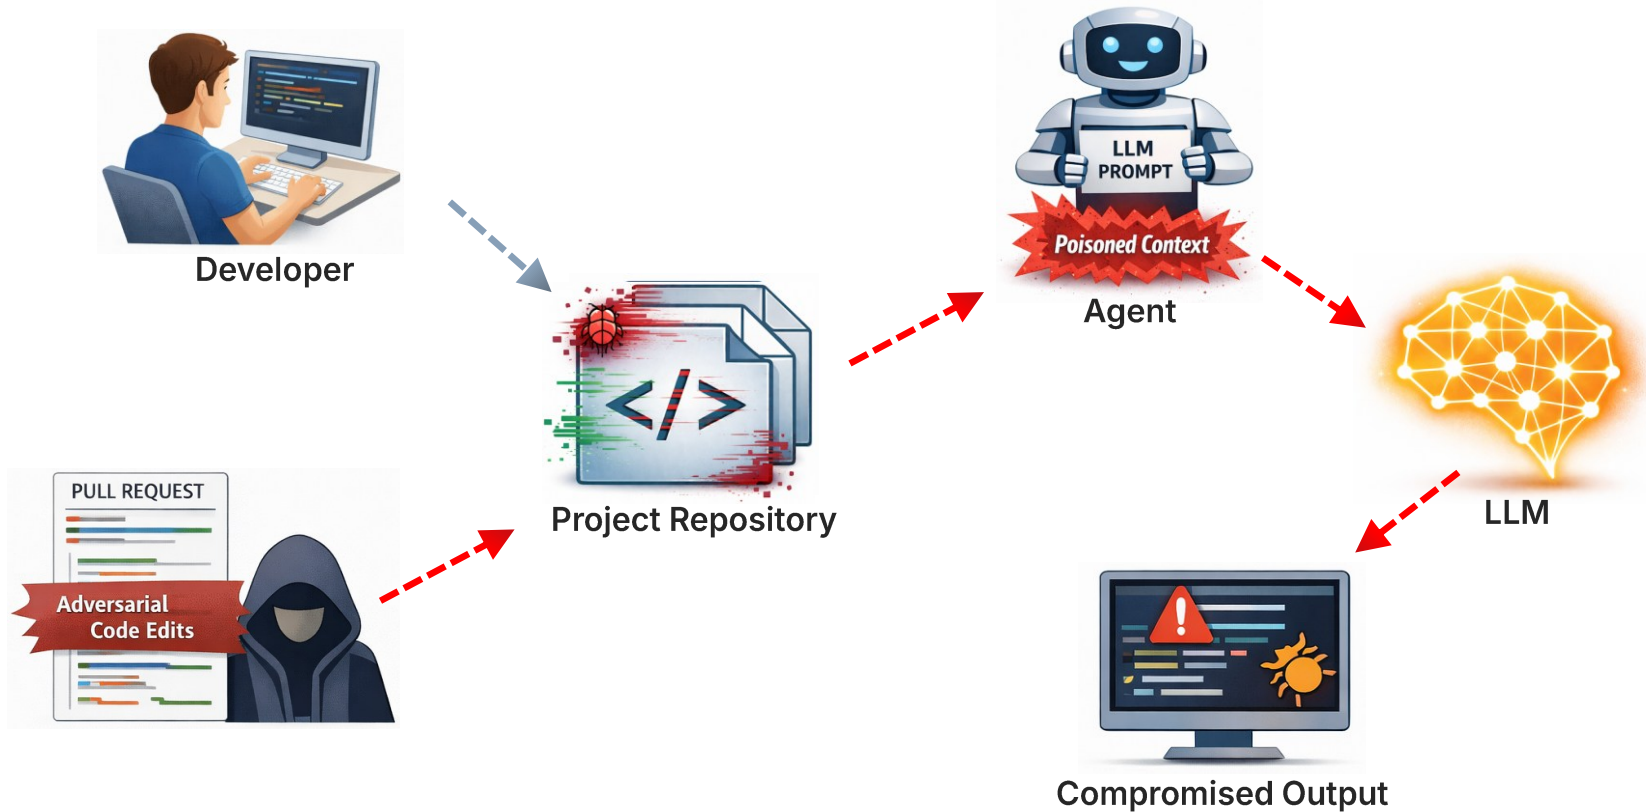 Developer
PULL REQUEST
Adversarial
Code Edits
</>
Project Repository
LLM
PROMPT
Poisoned Context
Agent
LLM
!
Compromised Output